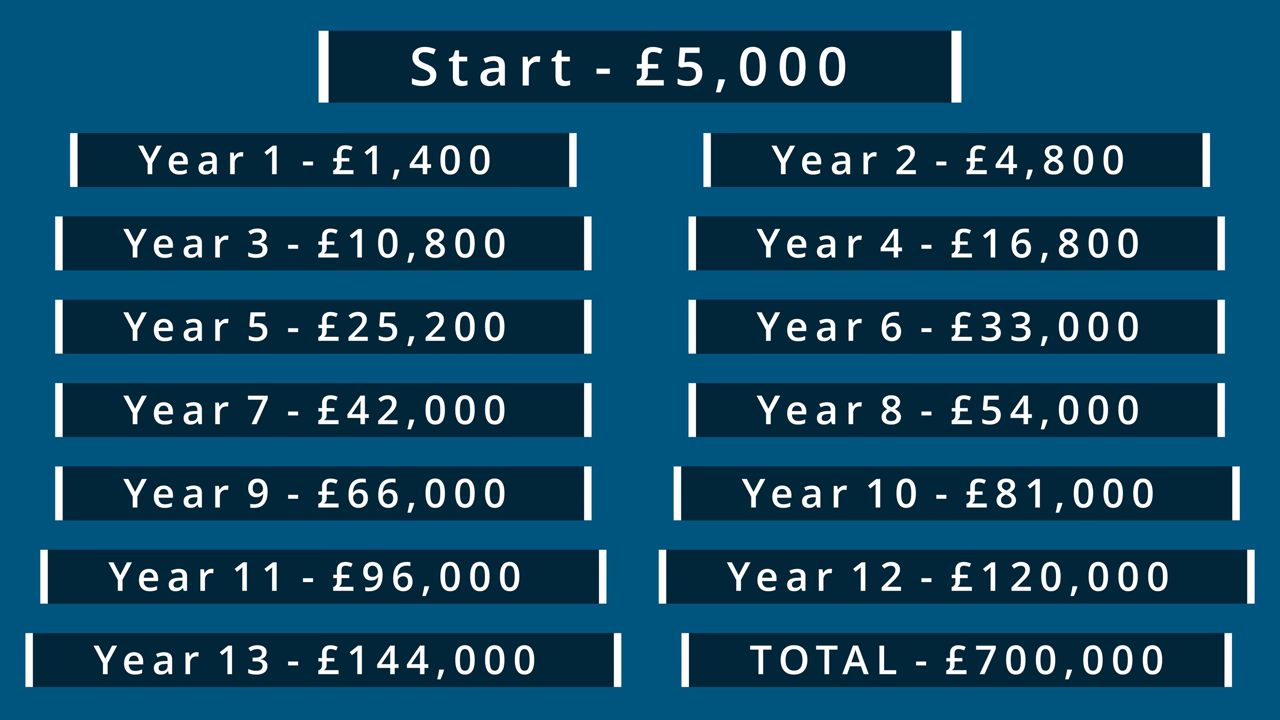 Start - £5,000
Year 1 - £1,400
Year 2 - £4,800
Year 3 - £10,800
Year 4 - £16,800
Year 5 - £25,200
Year 6 - £33,000
Year 7 - £42,000
Year 8 - £54,000
Year 9 - £66,000
Year 10 - £81,000
Year 11 - £96,000
Year 12 - £120,000
Year 13 - £144,000
TOTAL - £700,000